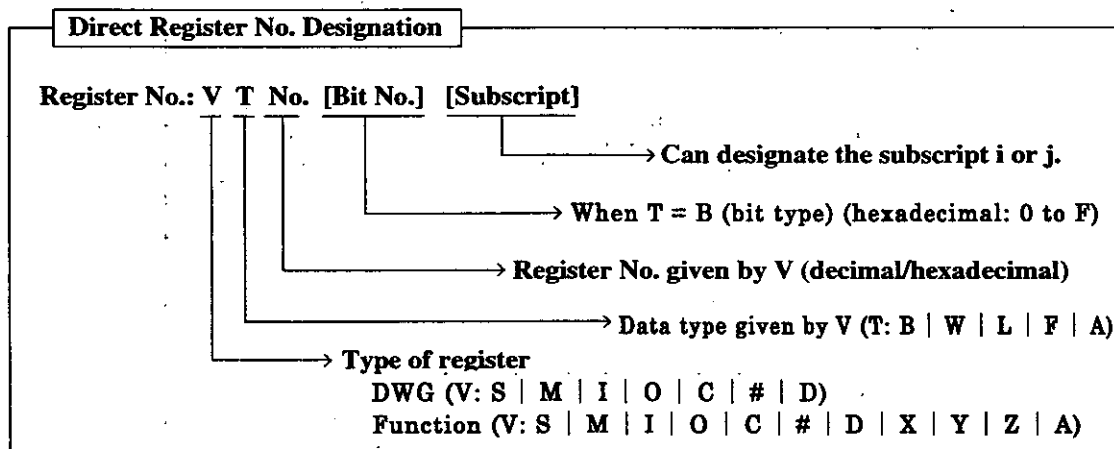 Direct Register No. Designation
Register No.: V T No. [Bit No.] [Subscript]
Can designate the subscript i or j.
When T = B (bit type) (hexadecimal: 0 to F)
Register No. given by V (decimal/hexadecimal)
Data type given by V (T: B | W | L | F | A)
Type of register
DWG (V: S | M | I | O | C | # | D)
Function (V: S | M | I | O | C | # | D | X | Y | Z | A)